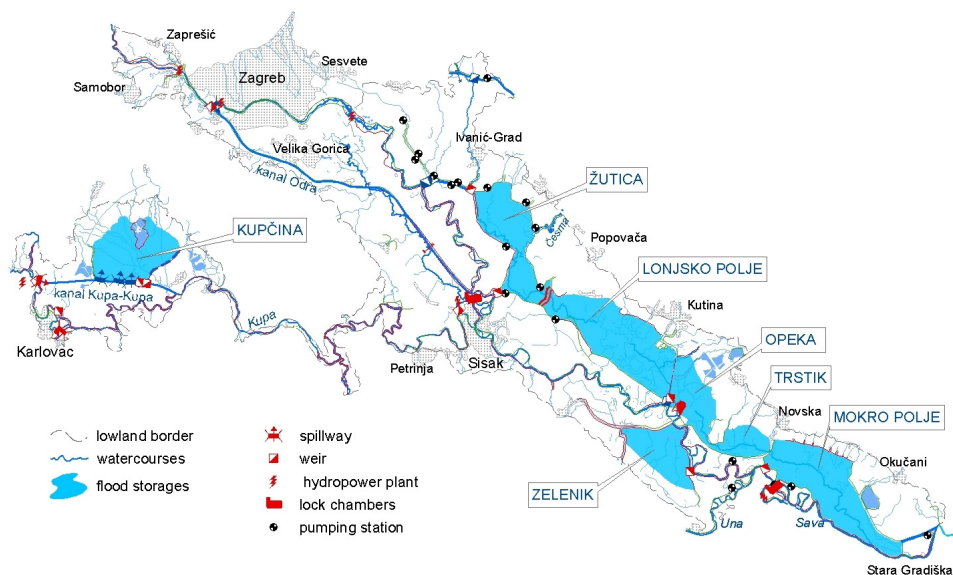 Zaprešić
Sesvete
Zagreb
Samobor
Ivanić-Grad
Velika Gorica
kanal Odra
ŽUTICA
KUPČINA
Česma
Popovača
LONJSKO POLJE
kanal Kupa-Kupa
Kutina
Kupa
OPEKA
Karlovac
Petrinja
Sisak
TRSTIK
Novska
MOKRO POLJE
lowland border
watercourses
flood storages
spillway
weir
hydropower plant
lock chambers
pumping station
Okučani
ZELENIK
Una
Sava
Stara Gradiška